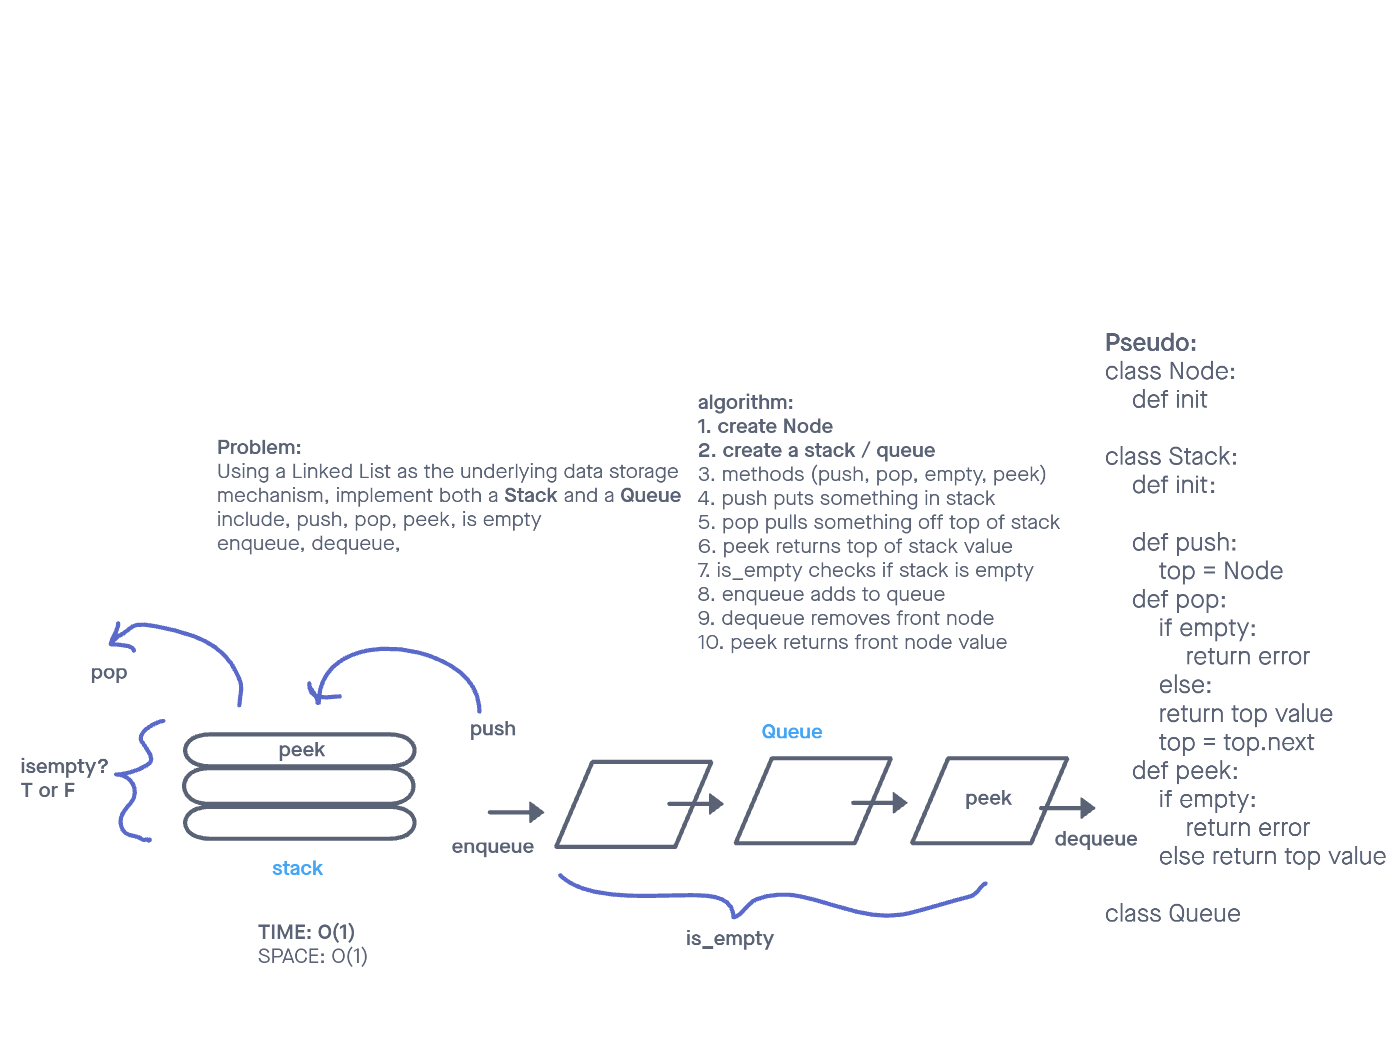 Problem:
Using a Linked List as the underlying data storage
mechanism, implement both a Stack and a Queue
include, push, pop, peek, is empty
enqueue, dequeue,
algorithm:
1. create Node
2. create a stack / queue
3. methods (push, pop, empty, peek)
4. push puts something in stack
5. pop pulls something off top of stack
6. peek returns top of stack value
7. is_empty checks if stack is empty
8. enqueue adds to queue
9. dequeue removes front node
10. peek returns front node value
Pseudo:
class Node:
def init
class Stack:
def init:
def push:
top = Node
def pop:
if empty:
return error
else:
return top value
top = top.next
def peek:
if empty:
return error
else return top value
class Queue
pop
push
peek
isempty?
T or F
stack
TIME: O(1)
SPACE: O(1)
Queue
enqueue
peek
dequeue
is_empty